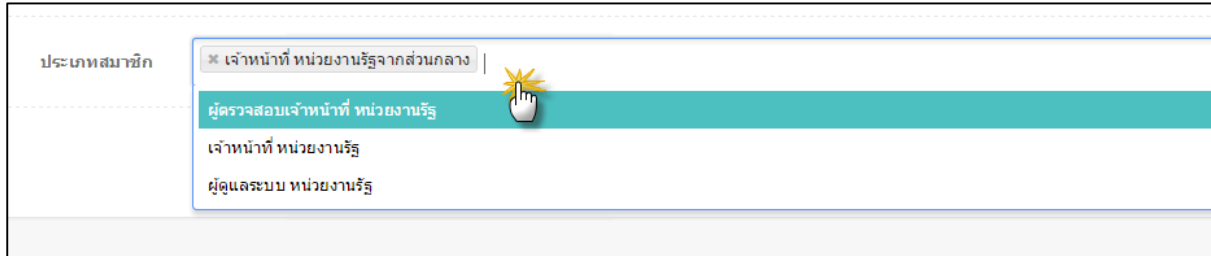 ประเภทสมาชิก
× เจ้าหน้าที่ หน่วยงานรัฐจากส่วนกลาง
ผู้ตรวจสอบเจ้าหน้าที่ หน่วยงานรัฐ
เจ้าหน้าที่ หน่วยงานรัฐ
ผู้ดูแลระบบ หน่วยงานรัฐ